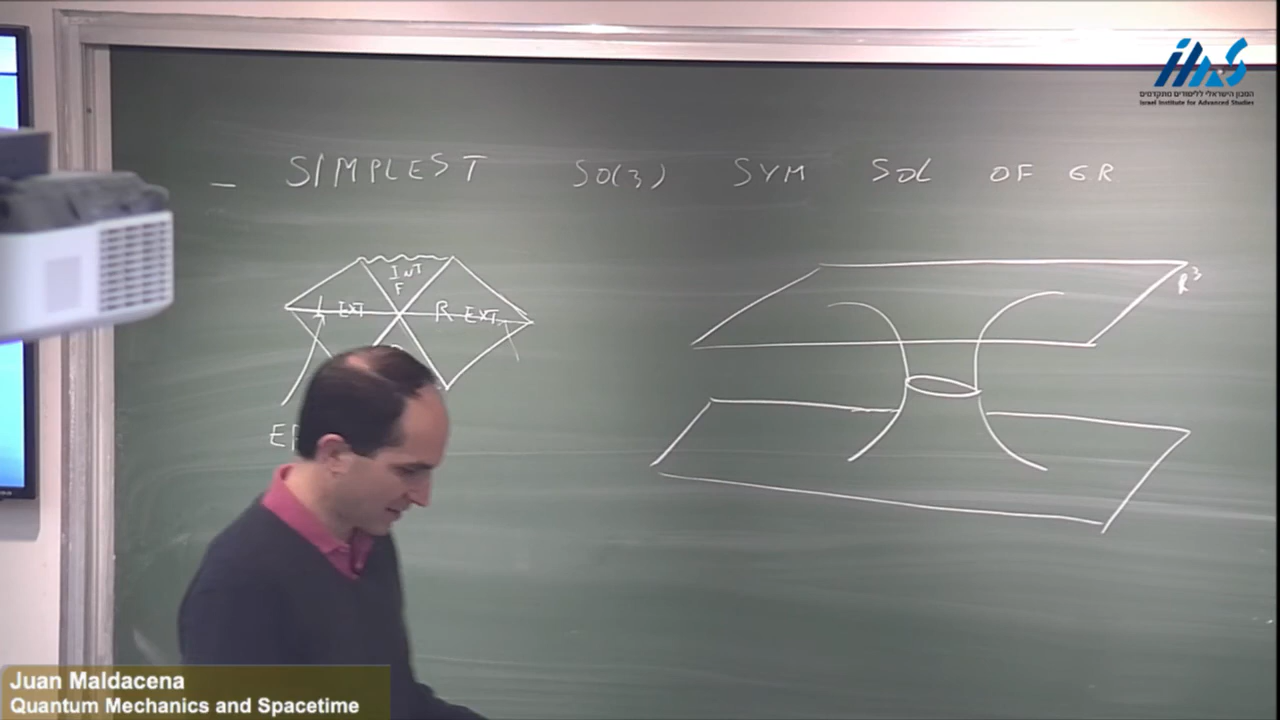 המכון הישראלי ללימודים מתקדמים
Israel Institute for Advanced Studies
– SIMPLEST SO(3) SYM SOL OF GR
INT
F
L EXT R EXT
R³
Juan Maldacena
Quantum Mechanics and Spacetime